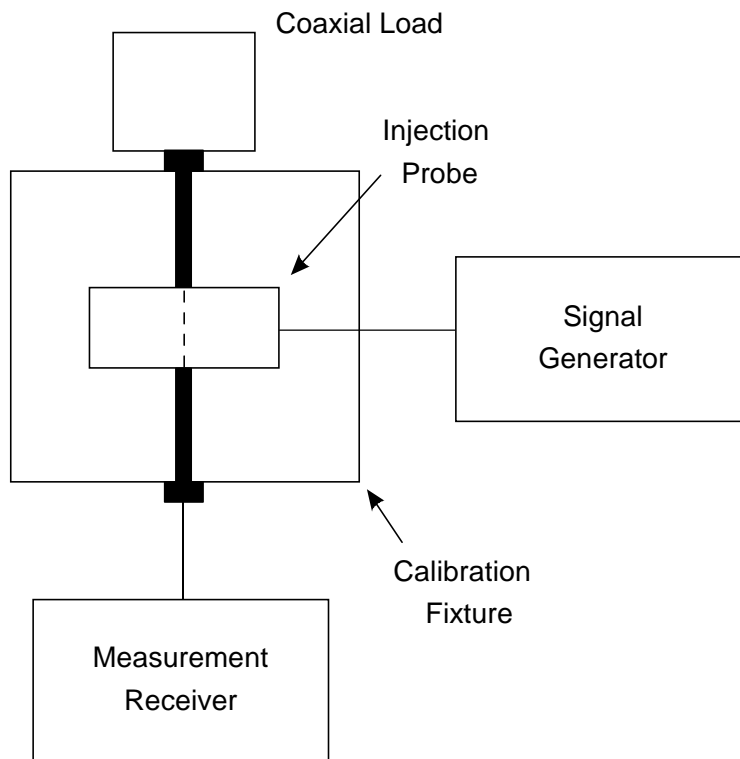 Coaxial Load
Injection
Probe
Signal
Generator
Calibration
Fixture
Measurement
Receiver